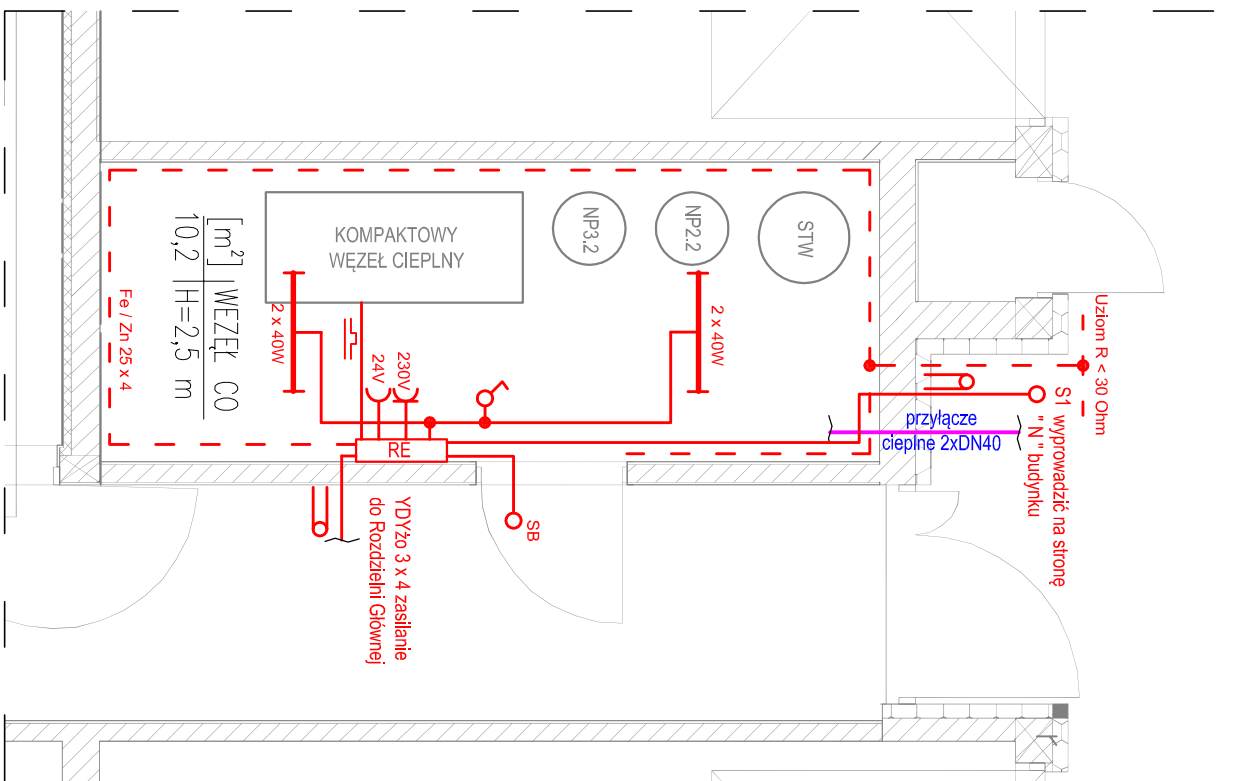 KOMPAKTOWY
WĘZEŁ CIEPLNY
NP3.2
NP2.2
STW
[m²] WĘZEŁ CO
10,2 H=2,5 m
Fe / Zn 25 x 4
2 x 40W
2 x 40W
24V
230V
RE
SB
YDYżo 3 x 4 zasilanie
do Rozdzielni Głównej
przyłącze
cieplne 2xDN40
Uziom R < 30 Ohm
S1 wyprowadzić na stronę
" N " budynku